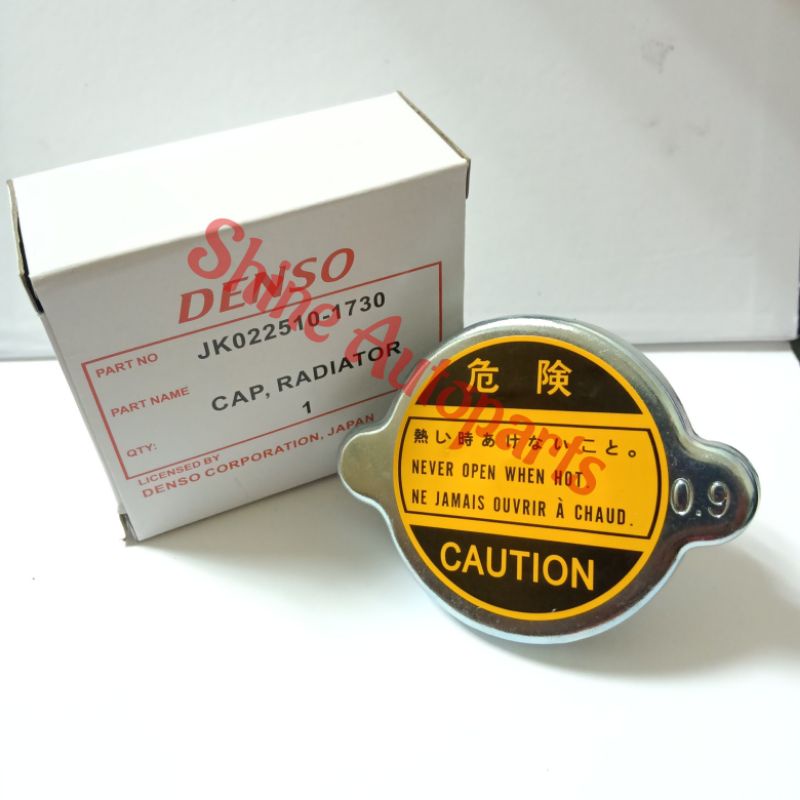 DENSO
PART NO JK022510-1730
PART NAME CAP, RADIATOR
QTY: 1
LICENSED BY
DENSO CORPORATION, JAPAN
Shine Autoparts
危険
熱い時あけないこと。
NEVER OPEN WHEN HOT.
NE JAMAIS OUVRIR À CHAUD.
CAUTION
0.9